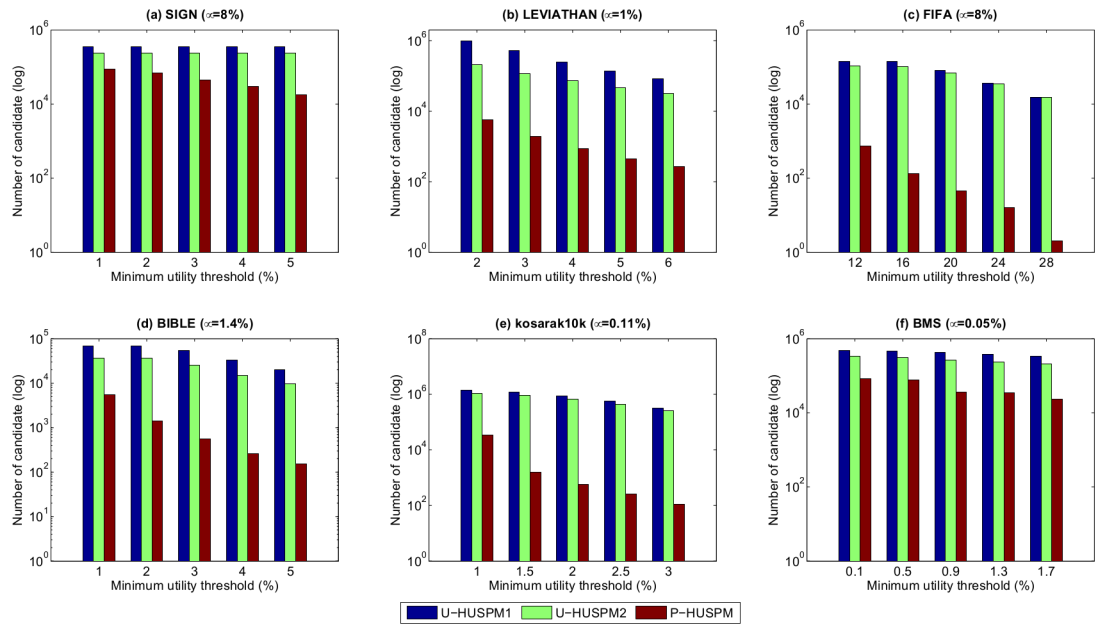 (a) SIGN (∝=8%)
Number of candidate (log)
10^6
10^4
10^2
10^0
1 2 3 4 5
Minimum utility threshold (%)
(b) LEVIATHAN (∝=1%)
Number of candidate (log)
10^6
10^4
10^2
10^0
2 3 4 5 6
Minimum utility threshold (%)
(c) FIFA (∝=8%)
Number of candidate (log)
10^6
10^4
10^2
10^0
12 16 20 24 28
Minimum utility threshold (%)
(d) BIBLE (∝=1.4%)
Number of candidate (log)
10^5
10^4
10^3
10^2
10^1
10^0
1 2 3 4 5
Minimum utility threshold (%)
(e) kosarak10k (∝=0.11%)
Number of candidate (log)
10^8
10^6
10^4
10^2
10^0
1 1.5 2 2.5 3
Minimum utility threshold (%)
(f) BMS (∝=0.05%)
Number of candidate (log)
10^6
10^4
10^2
10^0
0.1 0.5 0.9 1.3 1.7
Minimum utility threshold (%)
U−HUSPM1 U−HUSPM2 P−HUSPM